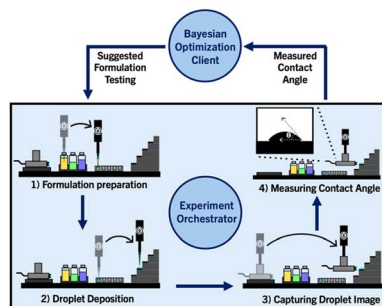 Bayesian
Optimization
Client
Suggested
Formulation
Testing
Measured
Contact
Angle
1) Formulation preparation
Experiment
Orchestrator
4) Measuring Contact Angle
2) Droplet Deposition
3) Capturing Droplet Image